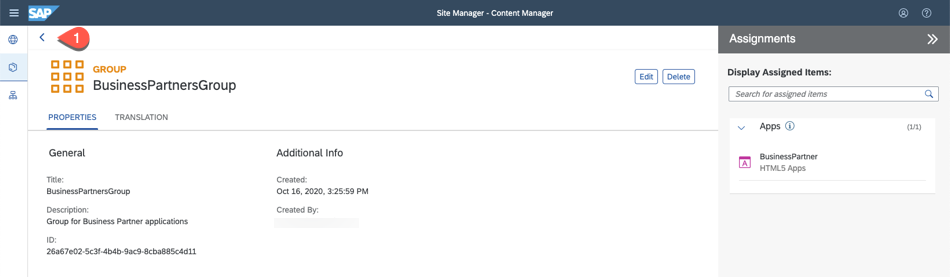 SAP
Site Manager - Content Manager
1
GROUP
BusinessPartnersGroup
Edit
Delete
PROPERTIES
TRANSLATION
General
Title:
BusinessPartnersGroup
Description:
Group for Business Partner applications
ID:
26a67e02-5c3f-4b4b-9ac9-8cba885c4d11
Additional Info
Created:
Oct 16, 2020, 3:25:59 PM
Created By:
Assignments
Display Assigned Items:
Search for assigned items
Apps
(1/1)
A
BusinessPartner
HTML5 Apps